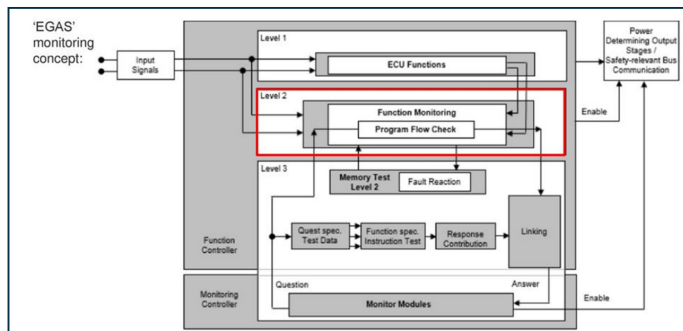 'EGAS'
monitoring
concept:
Input
Signals
Level 1
ECU Functions
Power
Determining Output
Stages /
Safety-relevant Bus
Communication
Level 2
Function Monitoring
Program Flow Check
Enable
Level 3
Memory Test
Level 2
Fault Reaction
Quest spec.
Test Data
Function spec.
Instruction Test
Response
Contribution
Linking
Function
Controller
Question
Answer
Monitoring
Controller
Monitor Modules
Enable